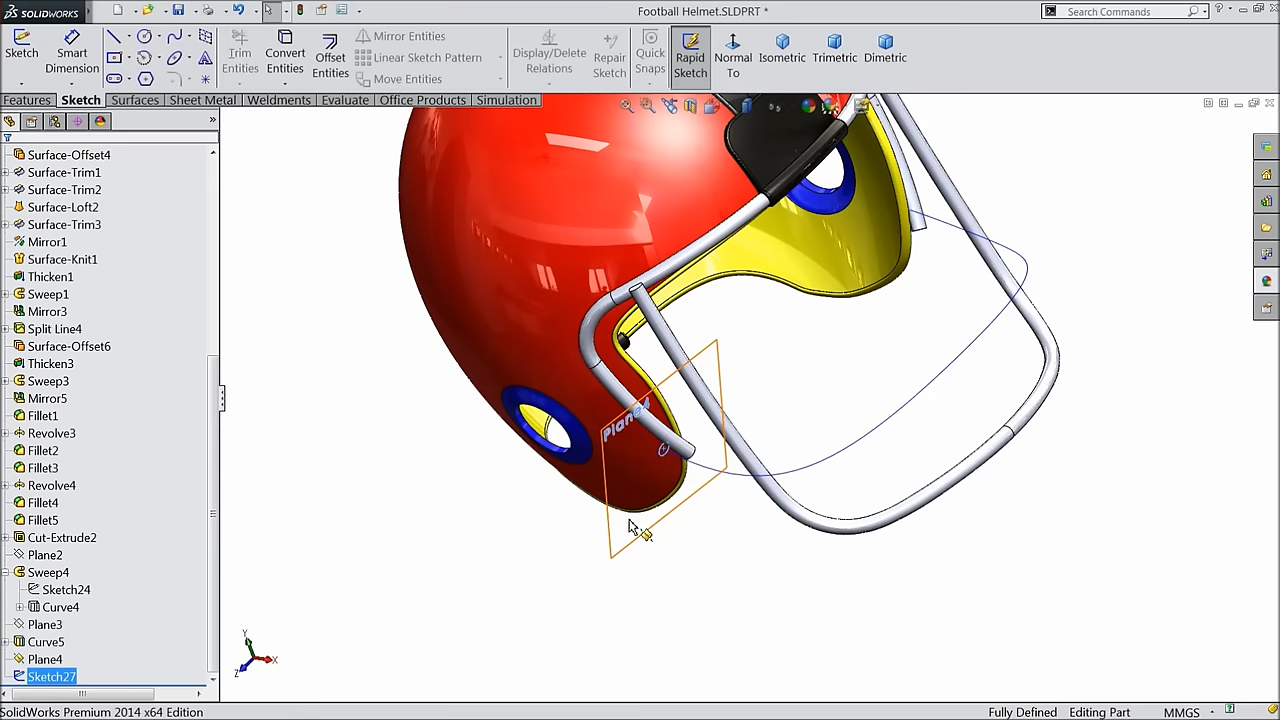 SOLIDWORKS
Football Helmet.SLDPRT *
Search Commands
Sketch
Smart Dimension
Trim Entities
Convert Entities
Offset Entities
Mirror Entities
Linear Sketch Pattern
Move Entities
Display/Delete Relations
Repair Sketch
Quick Snaps
Rapid Sketch
Normal To
Isometric
Trimetric
Dimetric
Features
Sketch
Surfaces
Sheet Metal
Weldments
Evaluate
Office Products
Simulation
Surface-Offset4
Surface-Trim1
Surface-Trim2
Surface-Loft2
Surface-Trim3
Mirror1
Surface-Knit1
Thicken1
Sweep1
Mirror3
Split Line4
Surface-Offset6
Thicken3
Sweep3
Mirror5
Fillet1
Revolve3
Fillet2
Fillet3
Revolve4
Fillet4
Fillet5
Cut-Extrude2
Plane2
Sweep4
Sketch24
Curve4
Plane3
Curve5
Plane4
Sketch27
Plane4
Y
X
Z
SolidWorks Premium 2014 x64 Edition
Fully Defined
Editing Part
MMGS